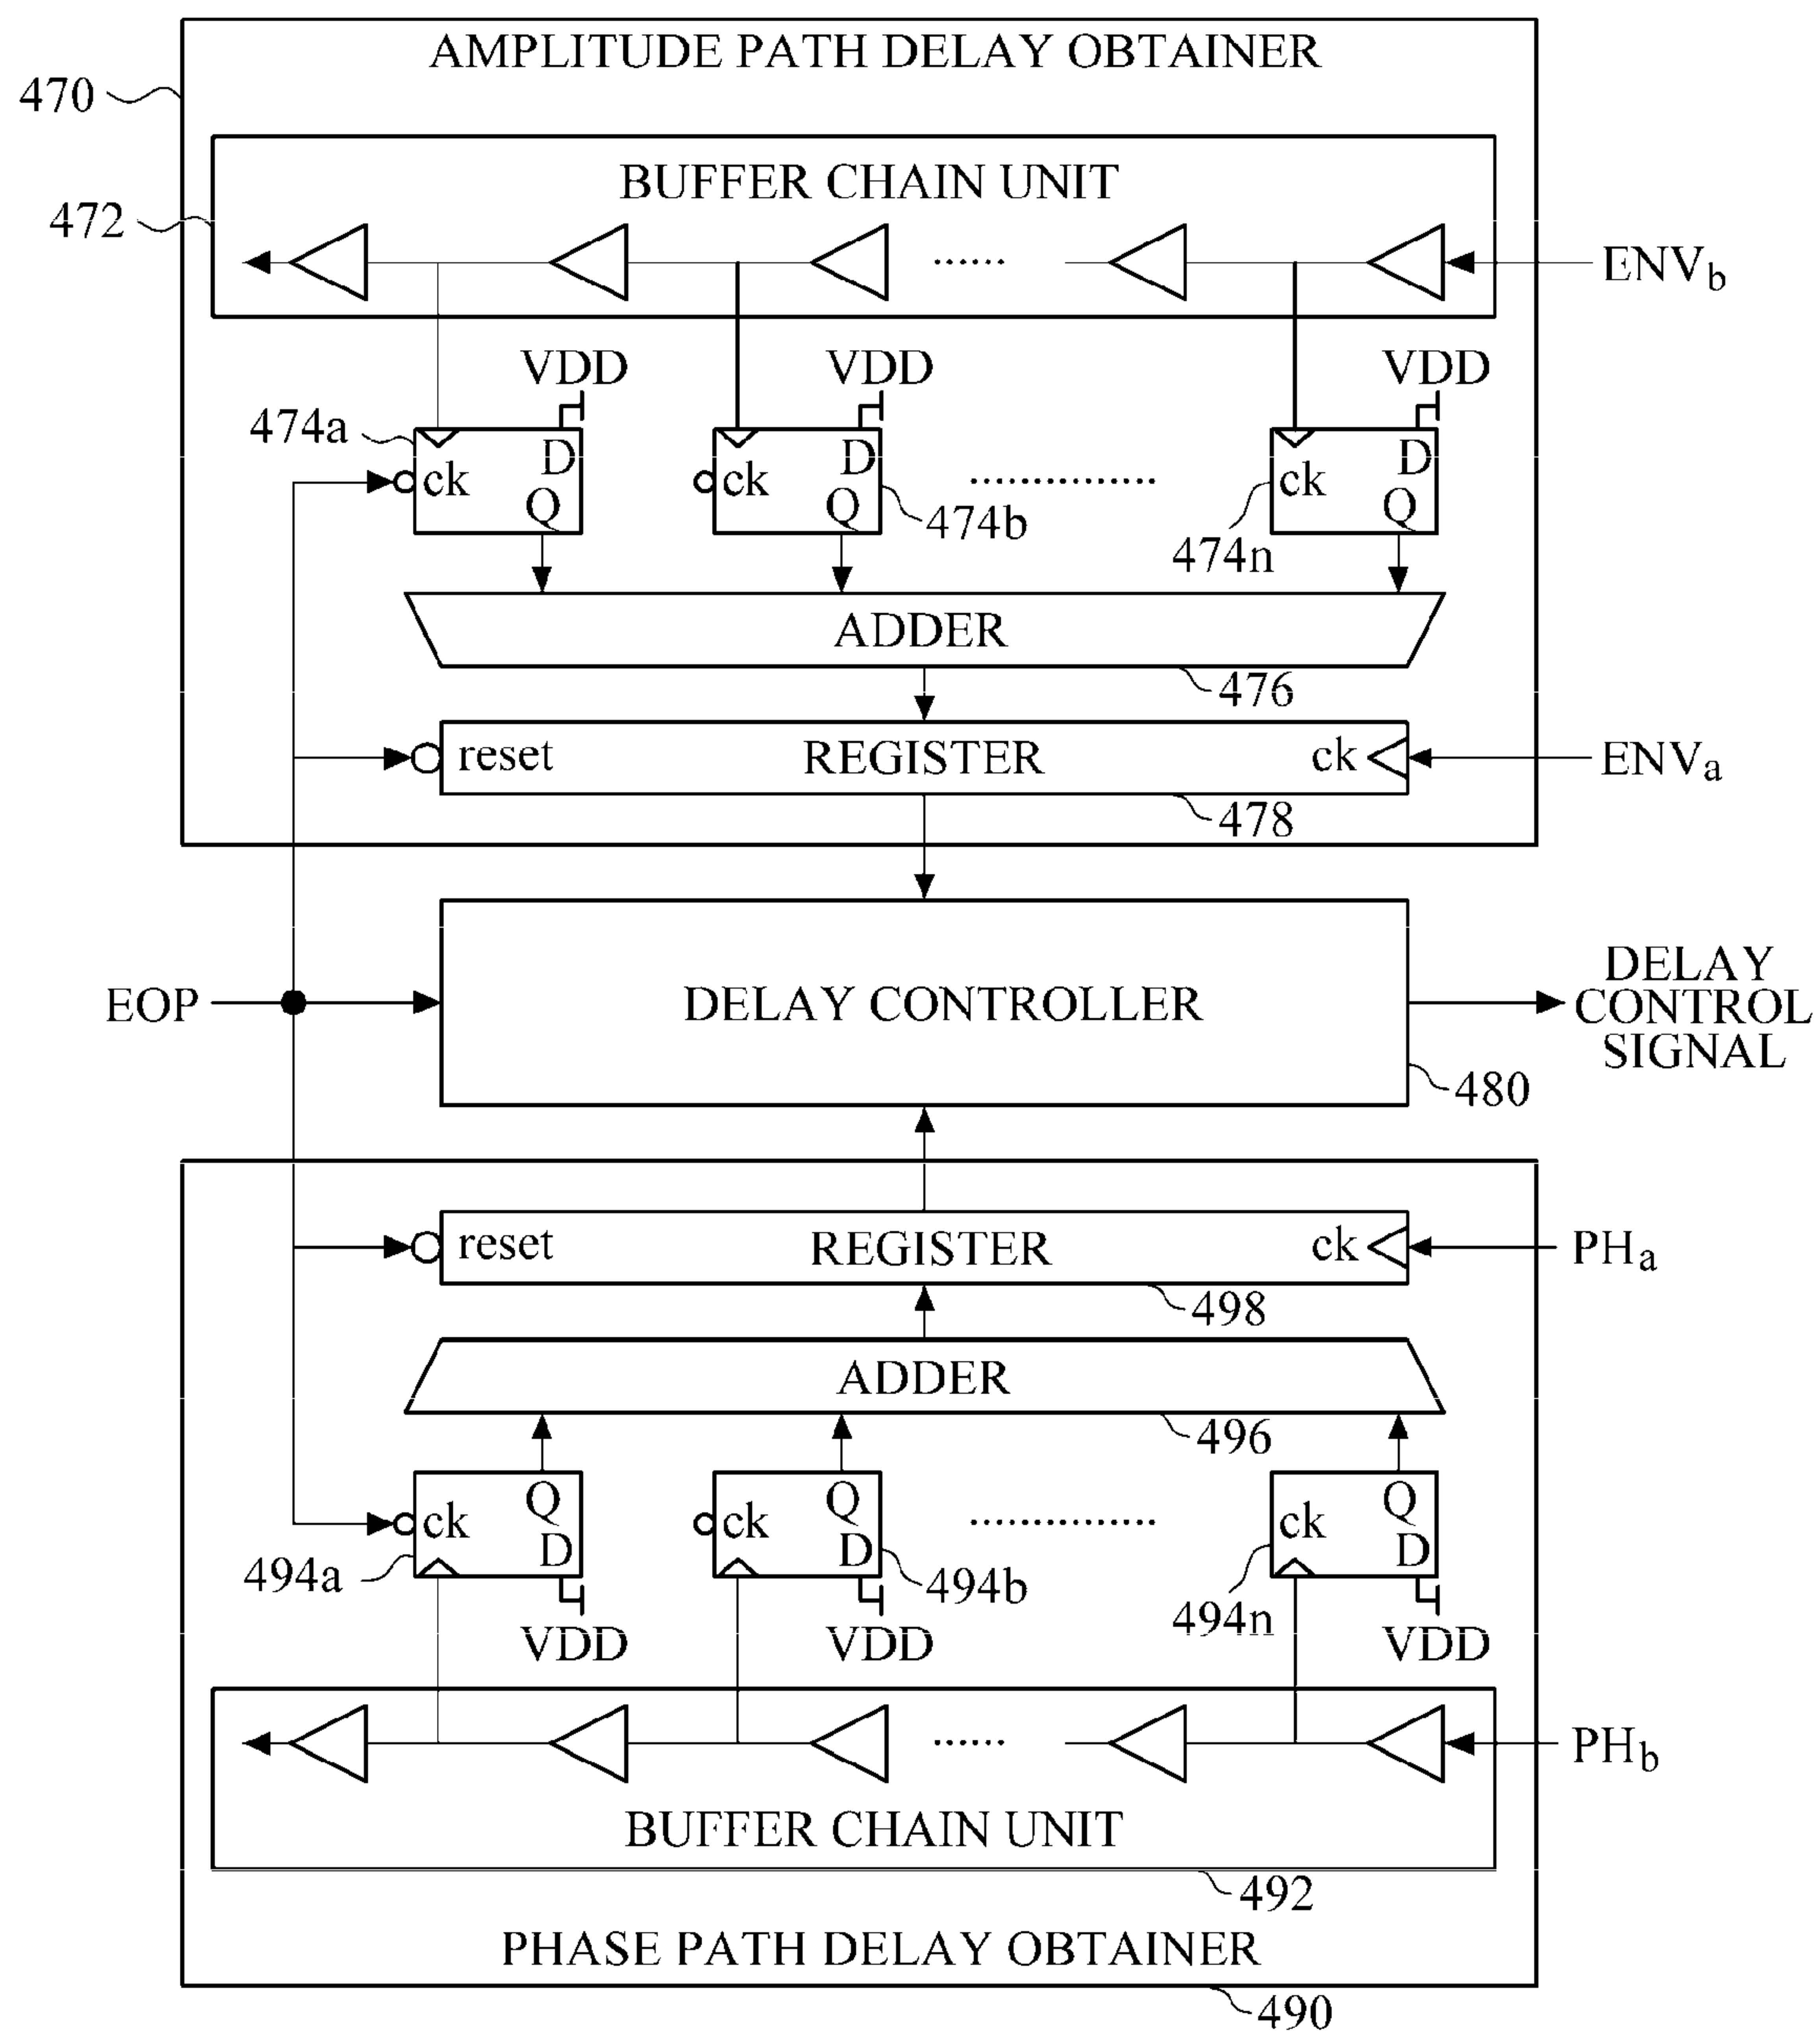 AMPLITUDE PATH DELAY OBTAINER
470
BUFFER CHAIN UNIT
472
ENVb
VDD VDD VDD
474a
D D D
ck ck ck
Q Q Q
474b
474n
ADDER
476
reset REGISTER ck
ENVa
478
EOP
DELAY CONTROLLER
DELAY
CONTROL
SIGNAL
480
reset REGISTER ck
PHa
498
ADDER
496
Q Q Q
ck ck ck
D D D
494a
494b
494n
VDD VDD VDD
PHb
BUFFER CHAIN UNIT
492
PHASE PATH DELAY OBTAINER
490